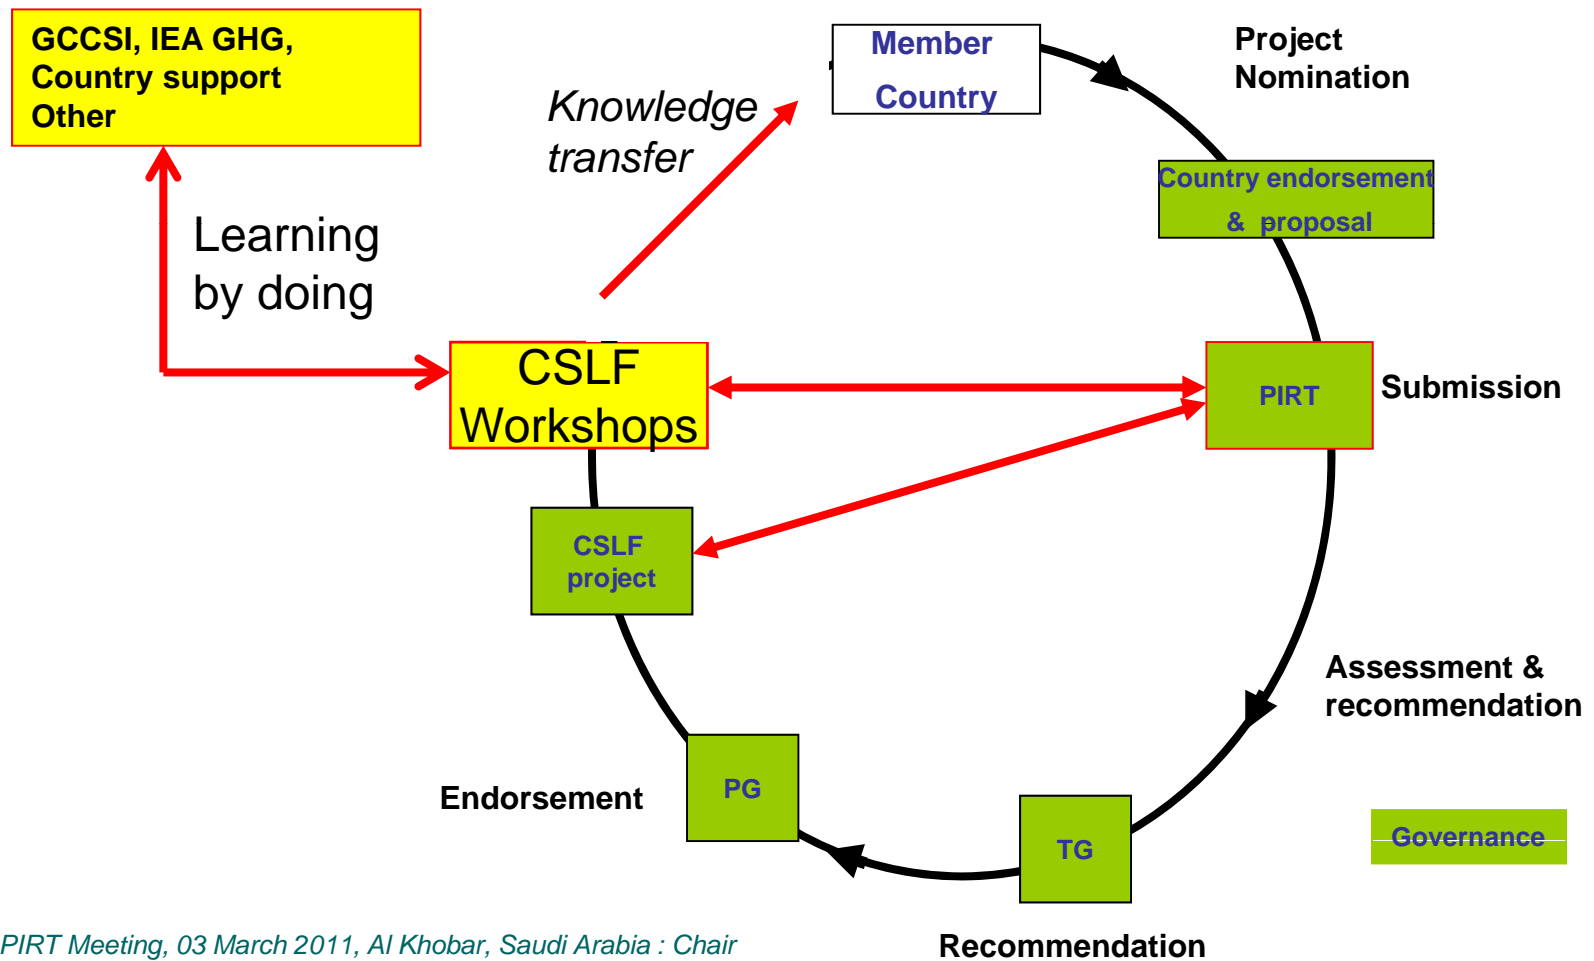 GCCSI, IEA GHG,
Country support
Other
Member
Country
Project
Nomination
Knowledge
transfer
Country endorsement
& proposal
Learning
by doing
CSLF
Workshops
PIRT
Submission
CSLF
project
Assessment &
recommendation
Endorsement
PG
TG
Governance
PIRT Meeting, 03 March 2011, Al Khobar, Saudi Arabia : Chair
Recommendation